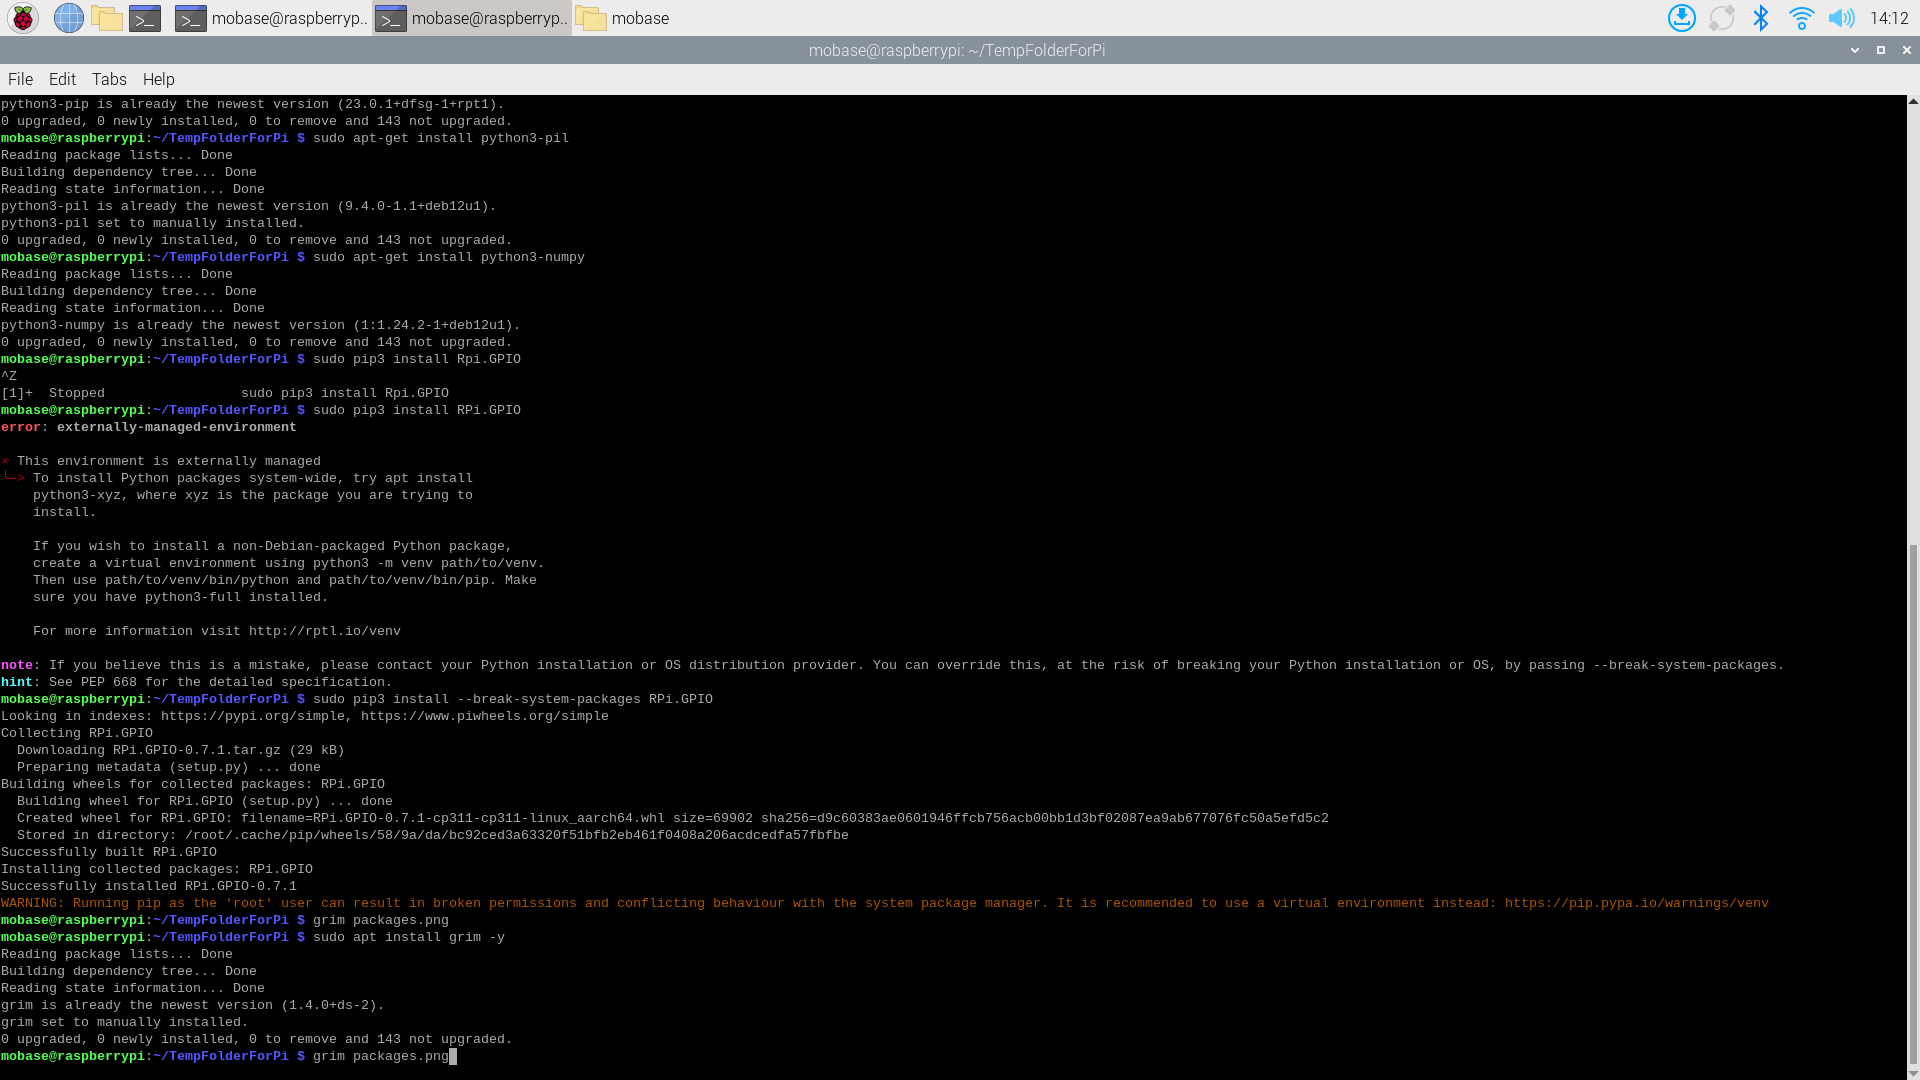 mobase@raspberryp..
mobase@raspberryp..
mobase
14:12
mobase@raspberrypi: ~/TempFolderForPi
File Edit Tabs Help
python3-pip is already the newest version (23.0.1+dfsg-1+rpt1).
0 upgraded, 0 newly installed, 0 to remove and 143 not upgraded.
mobase@raspberrypi:~/TempFolderForPi $ sudo apt-get install python3-pil
Reading package lists... Done
Building dependency tree... Done
Reading state information... Done
python3-pil is already the newest version (9.4.0-1.1+deb12u1).
python3-pil set to manually installed.
0 upgraded, 0 newly installed, 0 to remove and 143 not upgraded.
mobase@raspberrypi:~/TempFolderForPi $ sudo apt-get install python3-numpy
Reading package lists... Done
Building dependency tree... Done
Reading state information... Done
python3-numpy is already the newest version (1:1.24.2-1+deb12u1).
0 upgraded, 0 newly installed, 0 to remove and 143 not upgraded.
mobase@raspberrypi:~/TempFolderForPi $ sudo pip3 install Rpi.GPIO
^Z
[1]+  Stopped                 sudo pip3 install Rpi.GPIO
mobase@raspberrypi:~/TempFolderForPi $ sudo pip3 install RPi.GPIO
error: externally-managed-environment
× This environment is externally managed
╰─> To install Python packages system-wide, try apt install
    python3-xyz, where xyz is the package you are trying to
    install.
    If you wish to install a non-Debian-packaged Python package,
    create a virtual environment using python3 -m venv path/to/venv.
    Then use path/to/venv/bin/python and path/to/venv/bin/pip. Make
    sure you have python3-full installed.
    For more information visit http://rptl.io/venv
note: If you believe this is a mistake, please contact your Python installation or OS distribution provider. You can override this, at the risk of breaking your Python installation or OS, by passing --break-system-packages.
hint: See PEP 668 for the detailed specification.
mobase@raspberrypi:~/TempFolderForPi $ sudo pip3 install --break-system-packages RPi.GPIO
Looking in indexes: https://pypi.org/simple, https://www.piwheels.org/simple
Collecting RPi.GPIO
  Downloading RPi.GPIO-0.7.1.tar.gz (29 kB)
  Preparing metadata (setup.py) ... done
Building wheels for collected packages: RPi.GPIO
  Building wheel for RPi.GPIO (setup.py) ... done
  Created wheel for RPi.GPIO: filename=RPi.GPIO-0.7.1-cp311-cp311-linux_aarch64.whl size=69902 sha256=d9c60383ae0601946ffcb756acb00bb1d3bf02087ea9ab677076fc50a5efd5c2
  Stored in directory: /root/.cache/pip/wheels/58/9a/da/bc92ced3a63320f51bfb2eb461f0408a206acdcedfa57fbfbe
Successfully built RPi.GPIO
Installing collected packages: RPi.GPIO
Successfully installed RPi.GPIO-0.7.1
WARNING: Running pip as the 'root' user can result in broken permissions and conflicting behaviour with the system package manager. It is recommended to use a virtual environment instead: https://pip.pypa.io/warnings/venv
mobase@raspberrypi:~/TempFolderForPi $ grim packages.png
mobase@raspberrypi:~/TempFolderForPi $ sudo apt install grim -y
Reading package lists... Done
Building dependency tree... Done
Reading state information... Done
grim is already the newest version (1.4.0+ds-2).
grim set to manually installed.
0 upgraded, 0 newly installed, 0 to remove and 143 not upgraded.
mobase@raspberrypi:~/TempFolderForPi $ grim packages.png